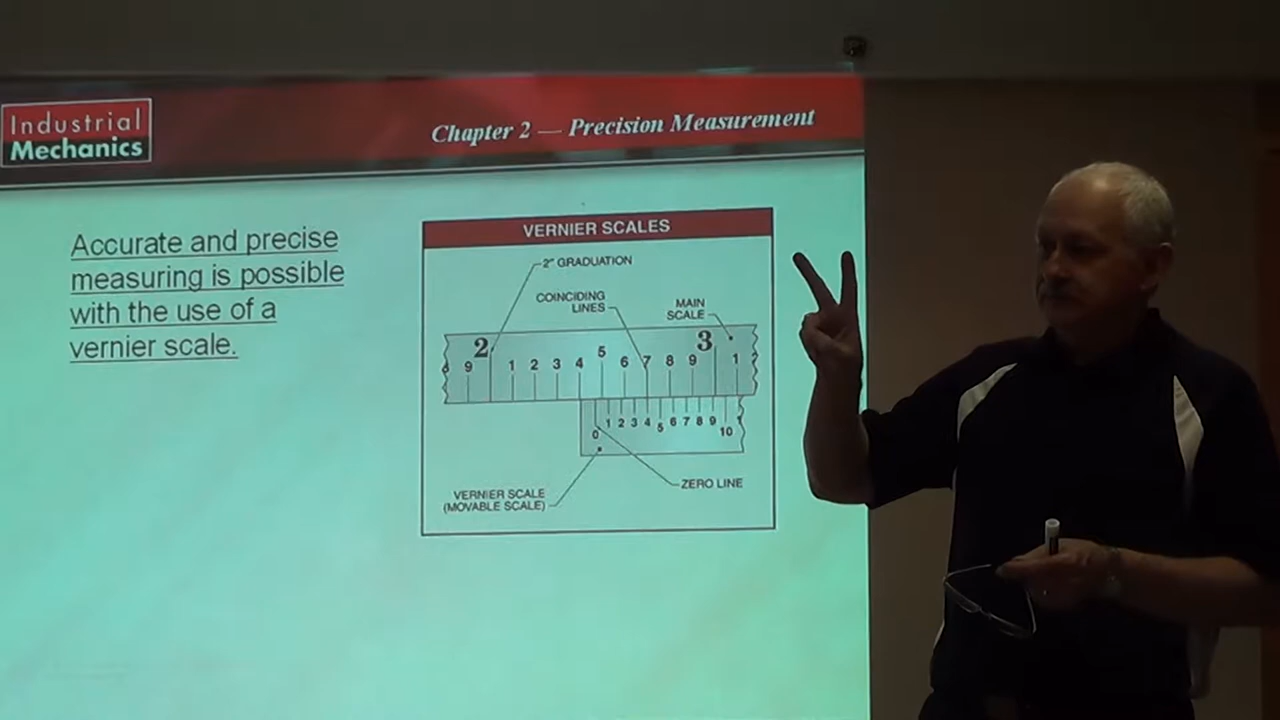 Industrial
Mechanics
Chapter 2 — Precision Measurement
Accurate and precise
measuring is possible
with the use of a
vernier scale.
VERNIER SCALES
2" GRADUATION
COINCIDING
LINES
MAIN
SCALE
9 2 1 2 3 4 5 6 7 8 9 3 1
0 1 2 3 4 5 6 7 8 9 10
ZERO LINE
VERNIER SCALE
(MOVABLE SCALE)